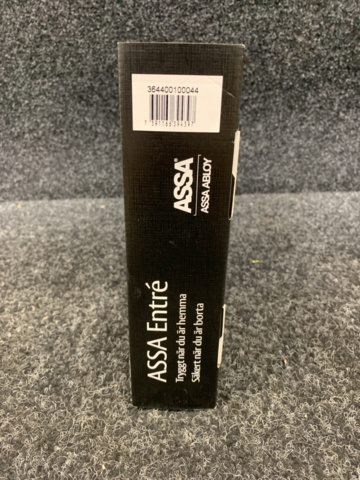 364400100044
ASSA
ASSA ABLOY
ASSA Entré
Tryggt när du är hemma
Säkert när du är borta